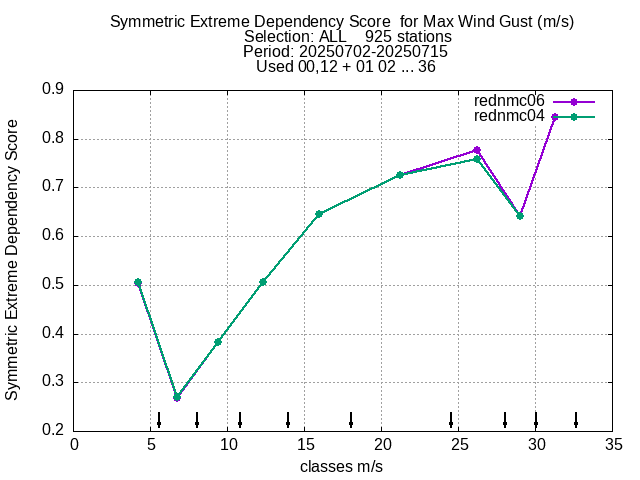 Symmetric Extreme Dependency Score  for Max Wind Gust (m/s)
Selection: ALL    925 stations
Period: 20250702-20250715
Used 00,12 + 01 02 ... 36
rednmc06
rednmc04
Symmetric Extreme Dependency Score
0.9
0.8
0.7
0.6
0.5
0.4
0.3
0.2
0 5 10 15 20 25 30 35
classes m/s